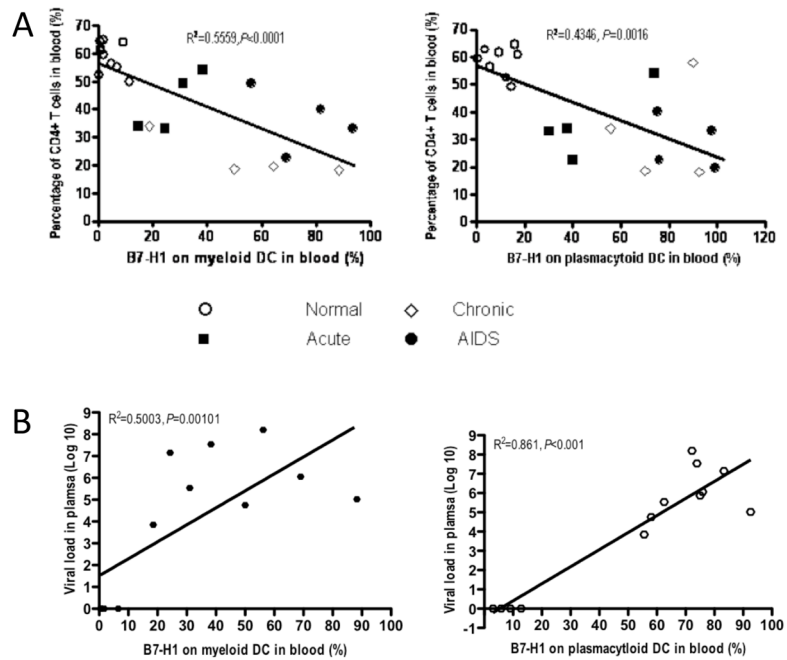 A
R²=0.5559, P<0.0001
Percentage of CD4+ T cells in blood (%)
70
60
50
40
30
20
10
0
0 20 40 60 80 100
B7-H1 on myeloid DC in blood (%)
R²=0.4346, P=0.0016
Percentage of CD4+ T cells in blood (%)
70
60
50
40
30
20
10
0
0 20 40 60 80 100 120
B7-H1 on plasmacytoid DC in blood (%)
Normal Chronic
Acute AIDS
B
R²=0.5003, P=0.00101
Viral load in plamsa (Log 10)
9
8
7
6
5
4
3
2
1
0
0 10 20 30 40 50 60 70 80 90 100
B7-H1 on myeloid DC in blood (%)
R²=0.861, P<0.001
Viral load in plamsa (Log 10)
9
8
7
6
5
4
3
2
1
0
-1
10 20 30 40 50 60 70 80 90 100
B7-H1 on plasmacytloid DC in blood (%)